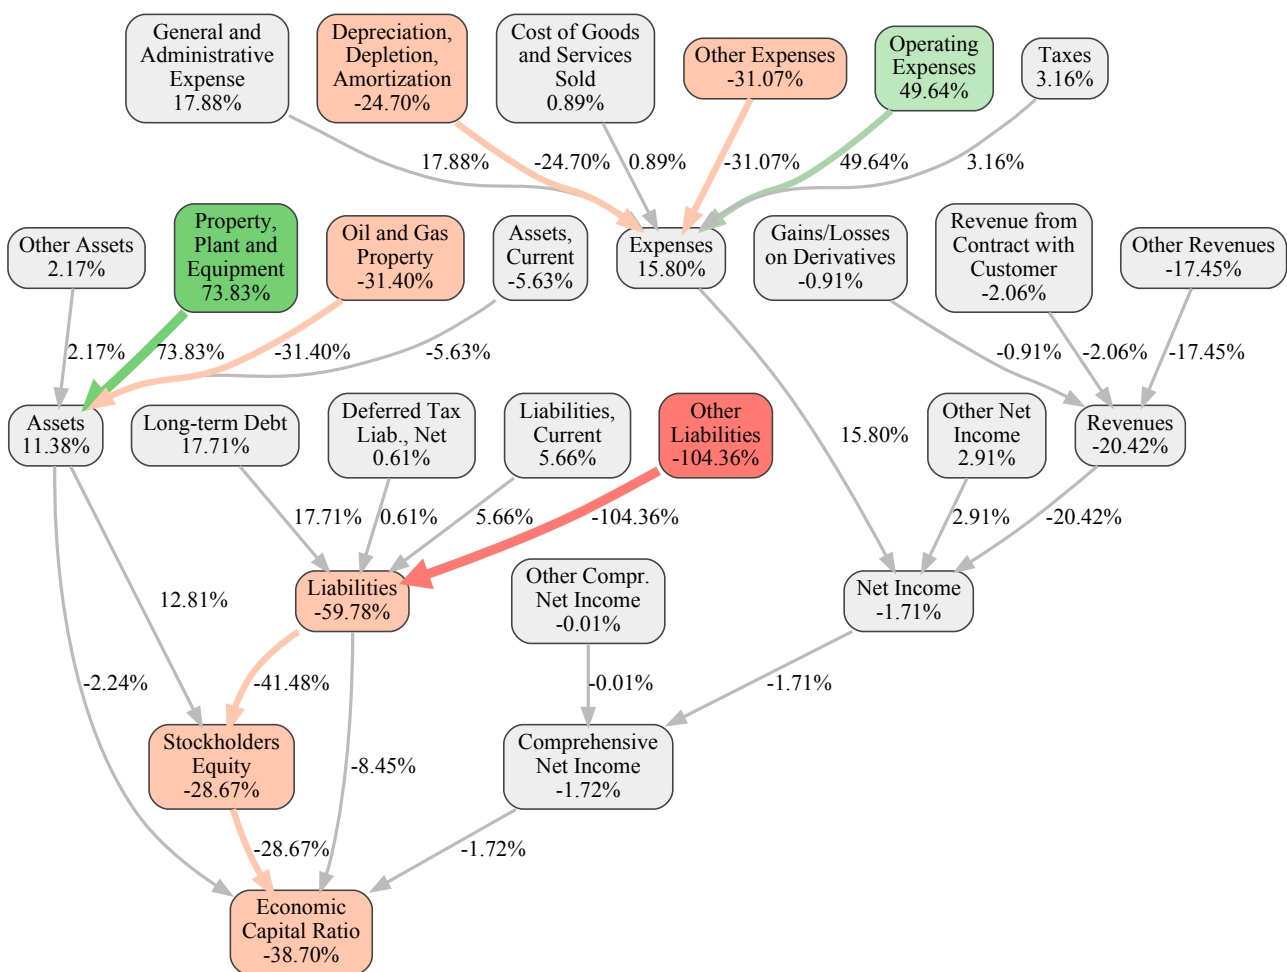 General and
Administrative
Expense
17.88%
Depreciation,
Depletion,
Amortization
-24.70%
Cost of Goods
and Services
Sold
0.89%
Other Expenses
-31.07%
Operating
Expenses
49.64%
Taxes
3.16%
17.88%
-24.70%
0.89%
-31.07%
49.64%
3.16%
Other Assets
2.17%
Property,
Plant and
Equipment
73.83%
Oil and Gas
Property
-31.40%
Assets,
Current
-5.63%
Expenses
15.80%
Gains/Losses
on Derivatives
-0.91%
Revenue from
Contract with
Customer
-2.06%
Other Revenues
-17.45%
2.17%
73.83%
-31.40%
-5.63%
-0.91%
-2.06%
-17.45%
Assets
11.38%
Long-term Debt
17.71%
Deferred Tax
Liab., Net
0.61%
Liabilities,
Current
5.66%
Other
Liabilities
-104.36%
15.80%
Other Net
Income
2.91%
Revenues
-20.42%
17.71%
0.61%
5.66%
-104.36%
2.91%
-20.42%
12.81%
Liabilities
-59.78%
Other Compr.
Net Income
-0.01%
Net Income
-1.71%
-2.24%
-41.48%
-0.01%
-1.71%
Stockholders
Equity
-28.67%
-8.45%
Comprehensive
Net Income
-1.72%
-28.67%
-1.72%
Economic
Capital Ratio
-38.70%